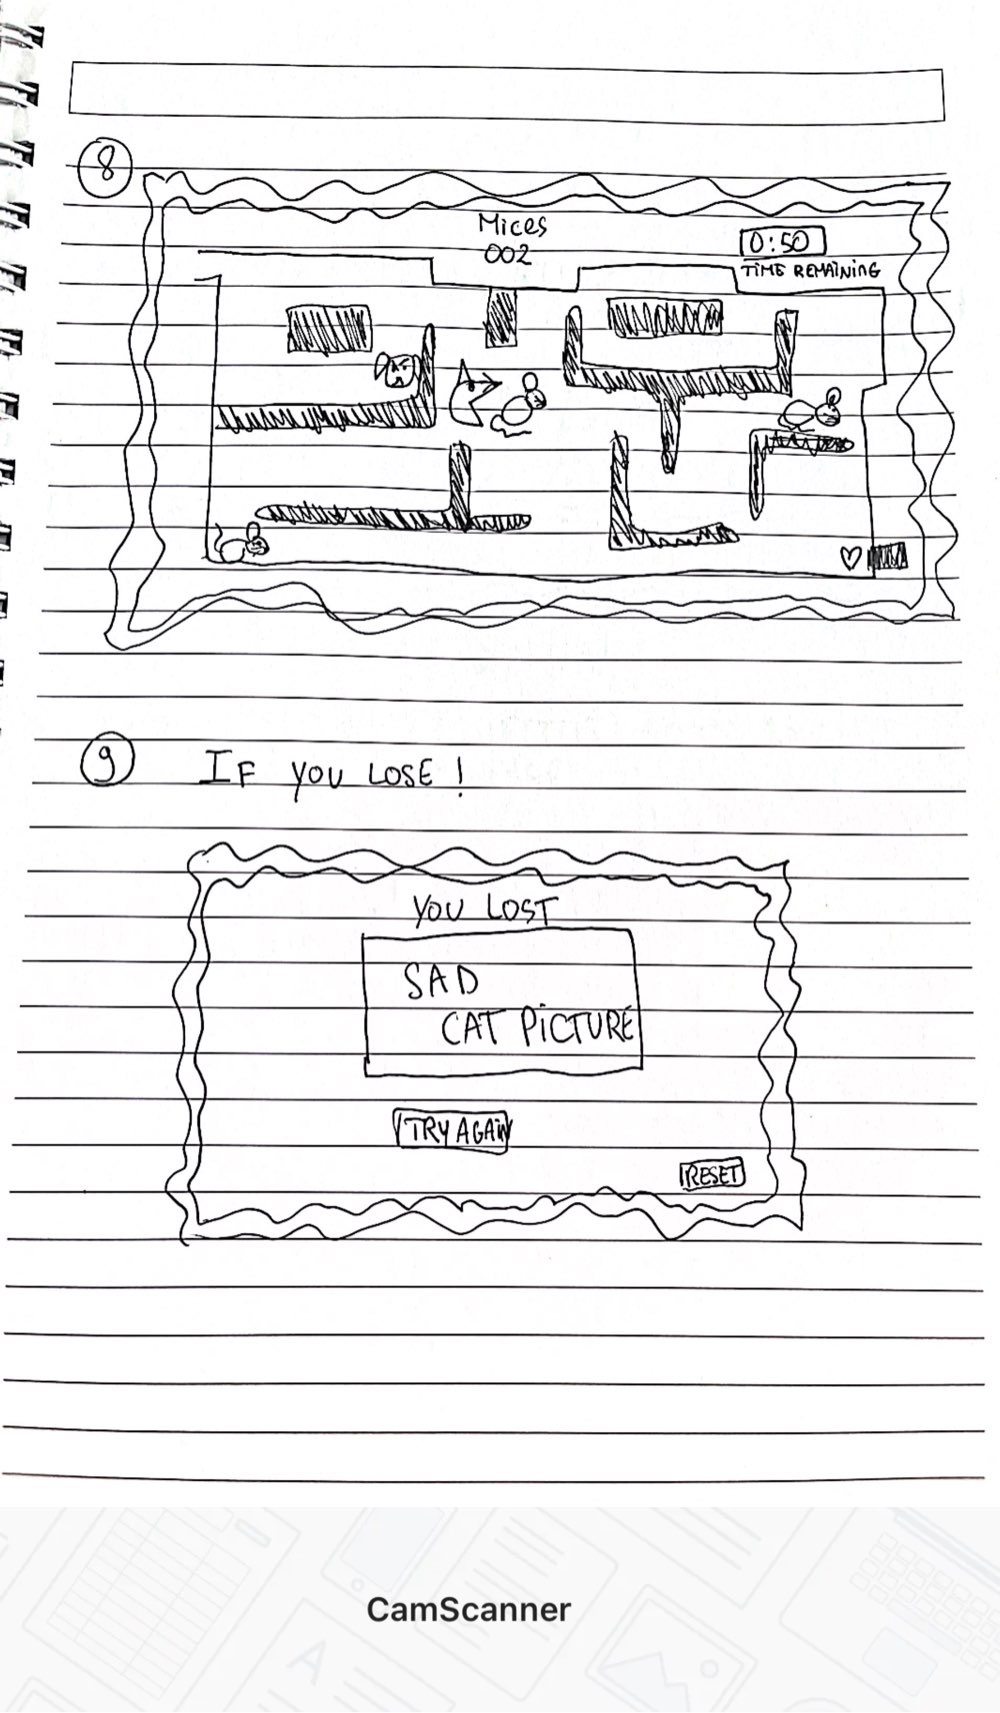 8
Mices
002
0:50
TIME REMAINING
9 IF YOU LOSE!
YOU LOST
SAD
CAT PICTURE
TRY AGAIN
RESET
CamScanner